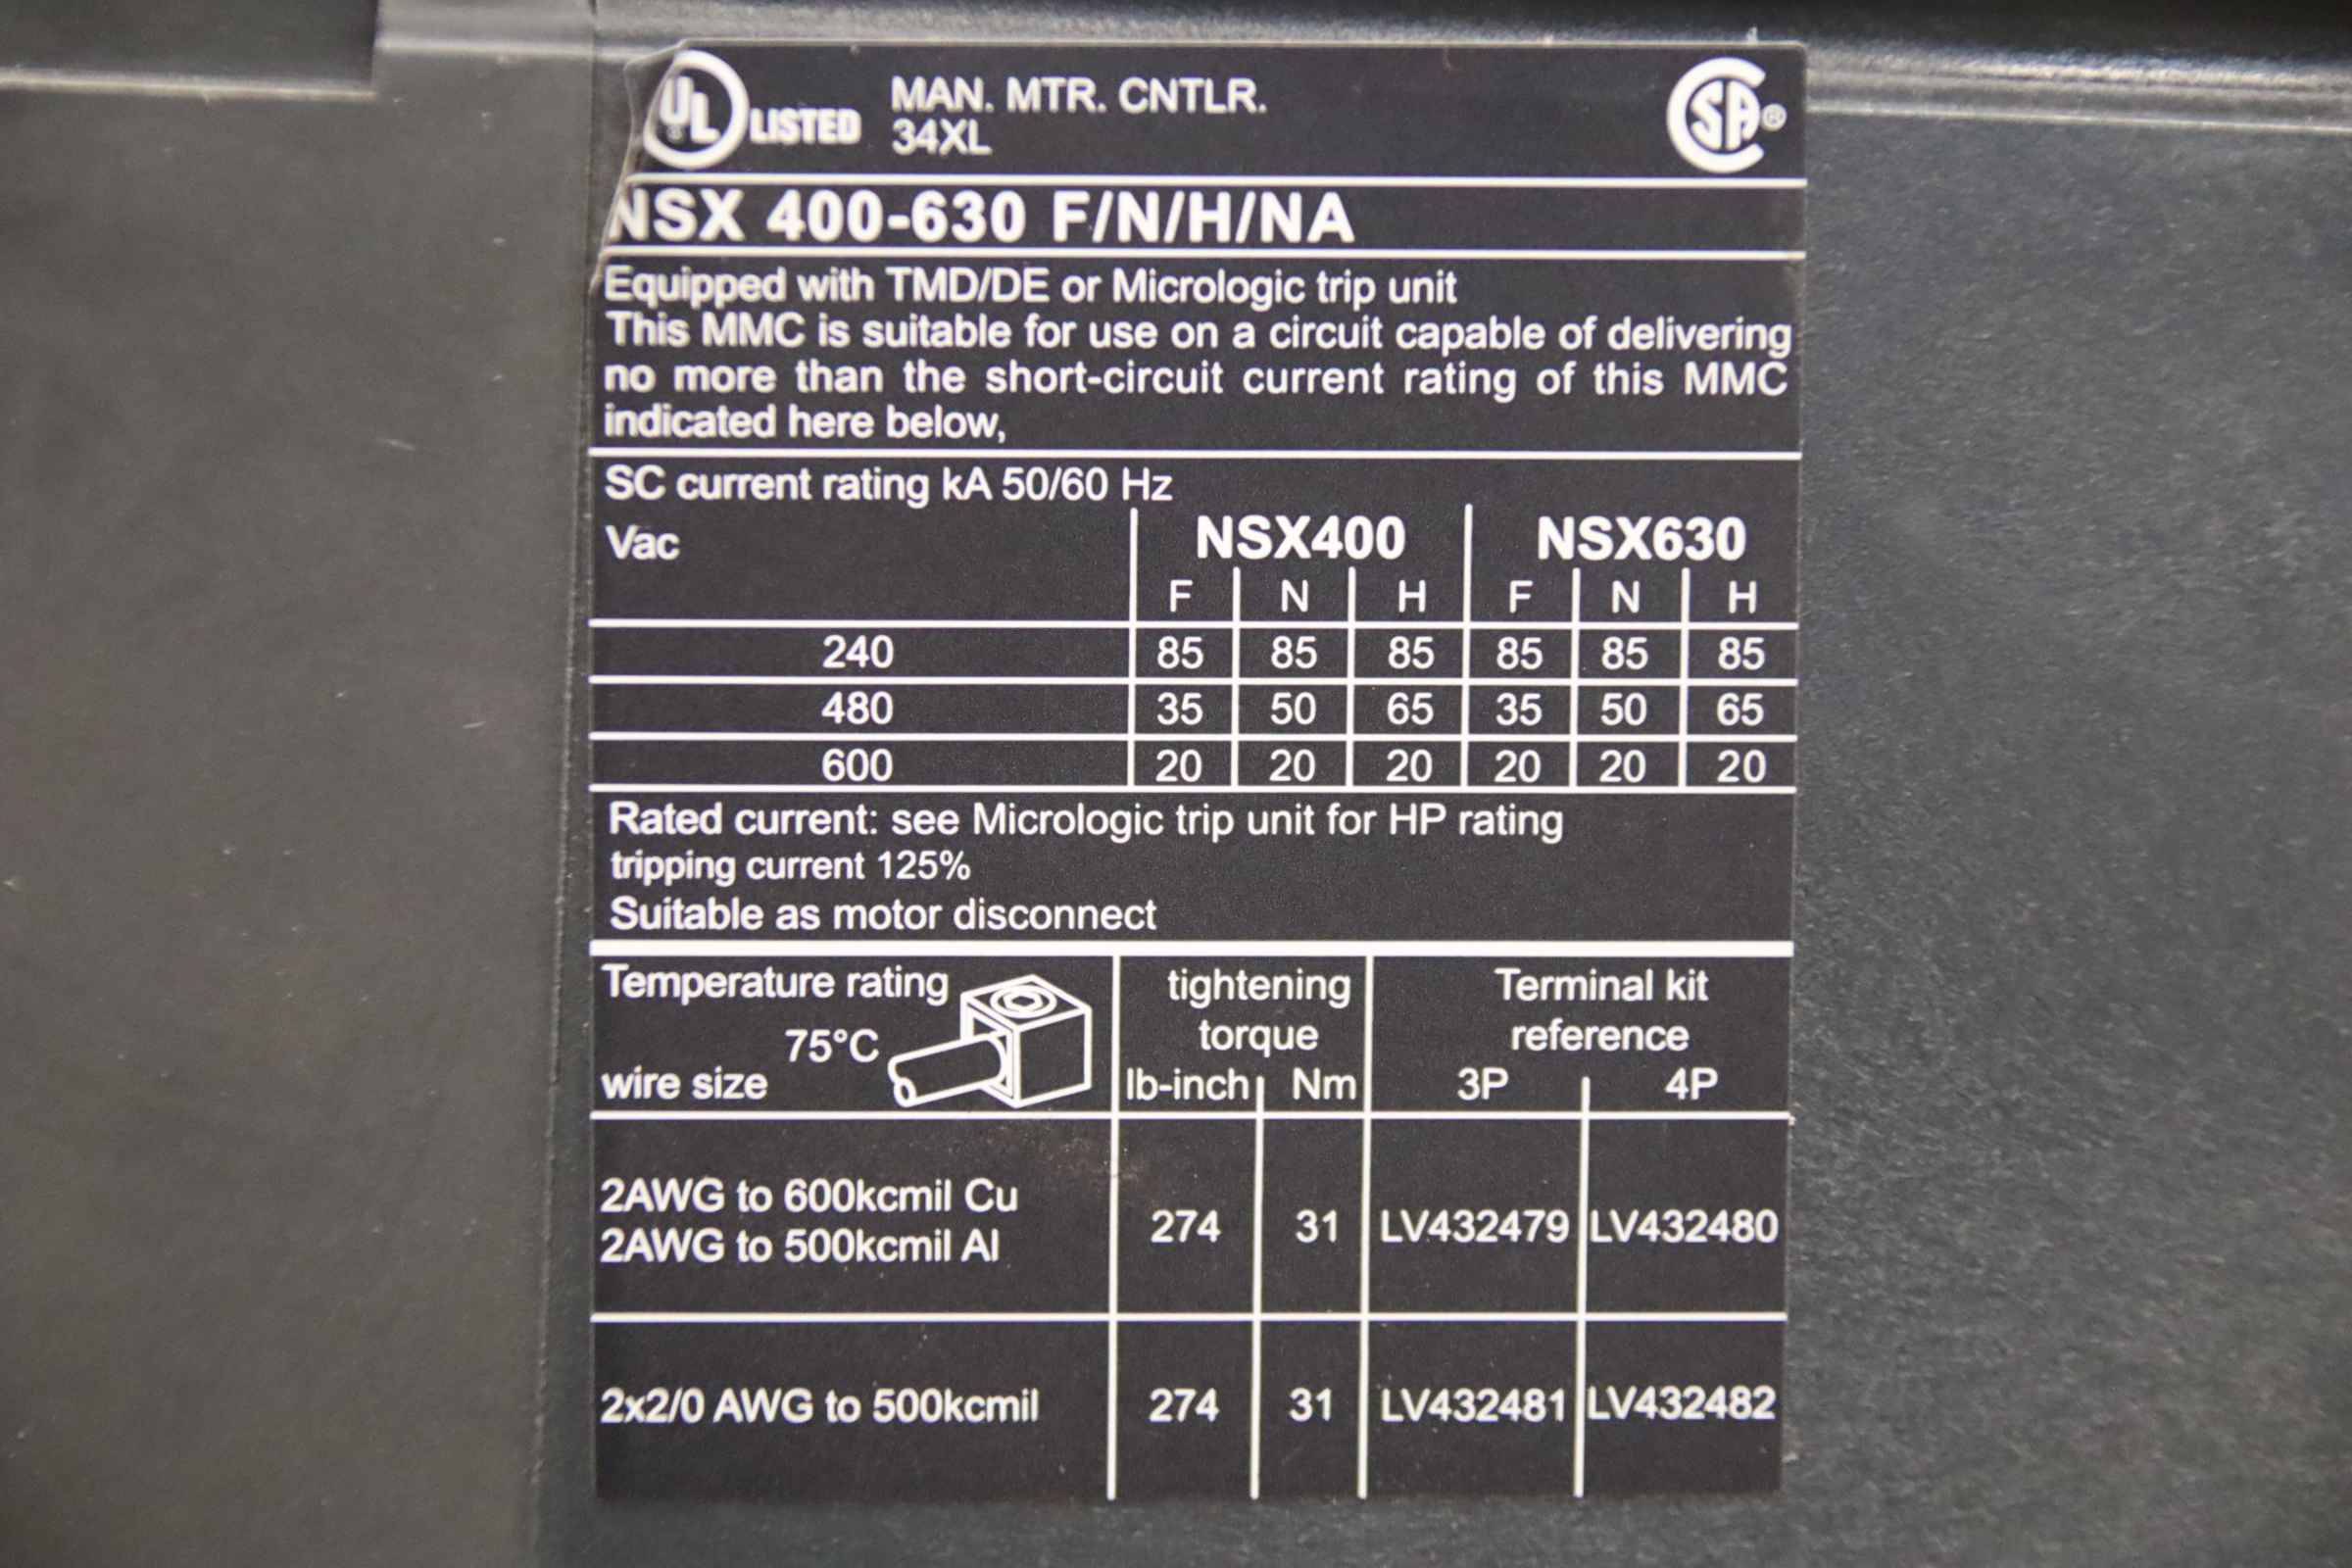 UL LISTED MAN. MTR. CNTLR.
34XL
SA®
NSX 400-630 F/N/H/NA
Equipped with TMD/DE or Micrologic trip unit
This MMC is suitable for use on a circuit capable of delivering
no more than the short-circuit current rating of this MMC
indicated here below,
SC current rating kA 50/60 Hz
Vac NSX400 NSX630
F N H F N H
240 85 85 85 85 85 85
480 35 50 65 35 50 65
600 20 20 20 20 20 20
Rated current: see Micrologic trip unit for HP rating
tripping current 125%
Suitable as motor disconnect
Temperature rating
75°C
wire size
tightening
torque
lb-inch Nm
Terminal kit
reference
3P 4P
2AWG to 600kcmil Cu
2AWG to 500kcmil Al
274 31 LV432479 LV432480
2x2/0 AWG to 500kcmil 274 31 LV432481 LV432482